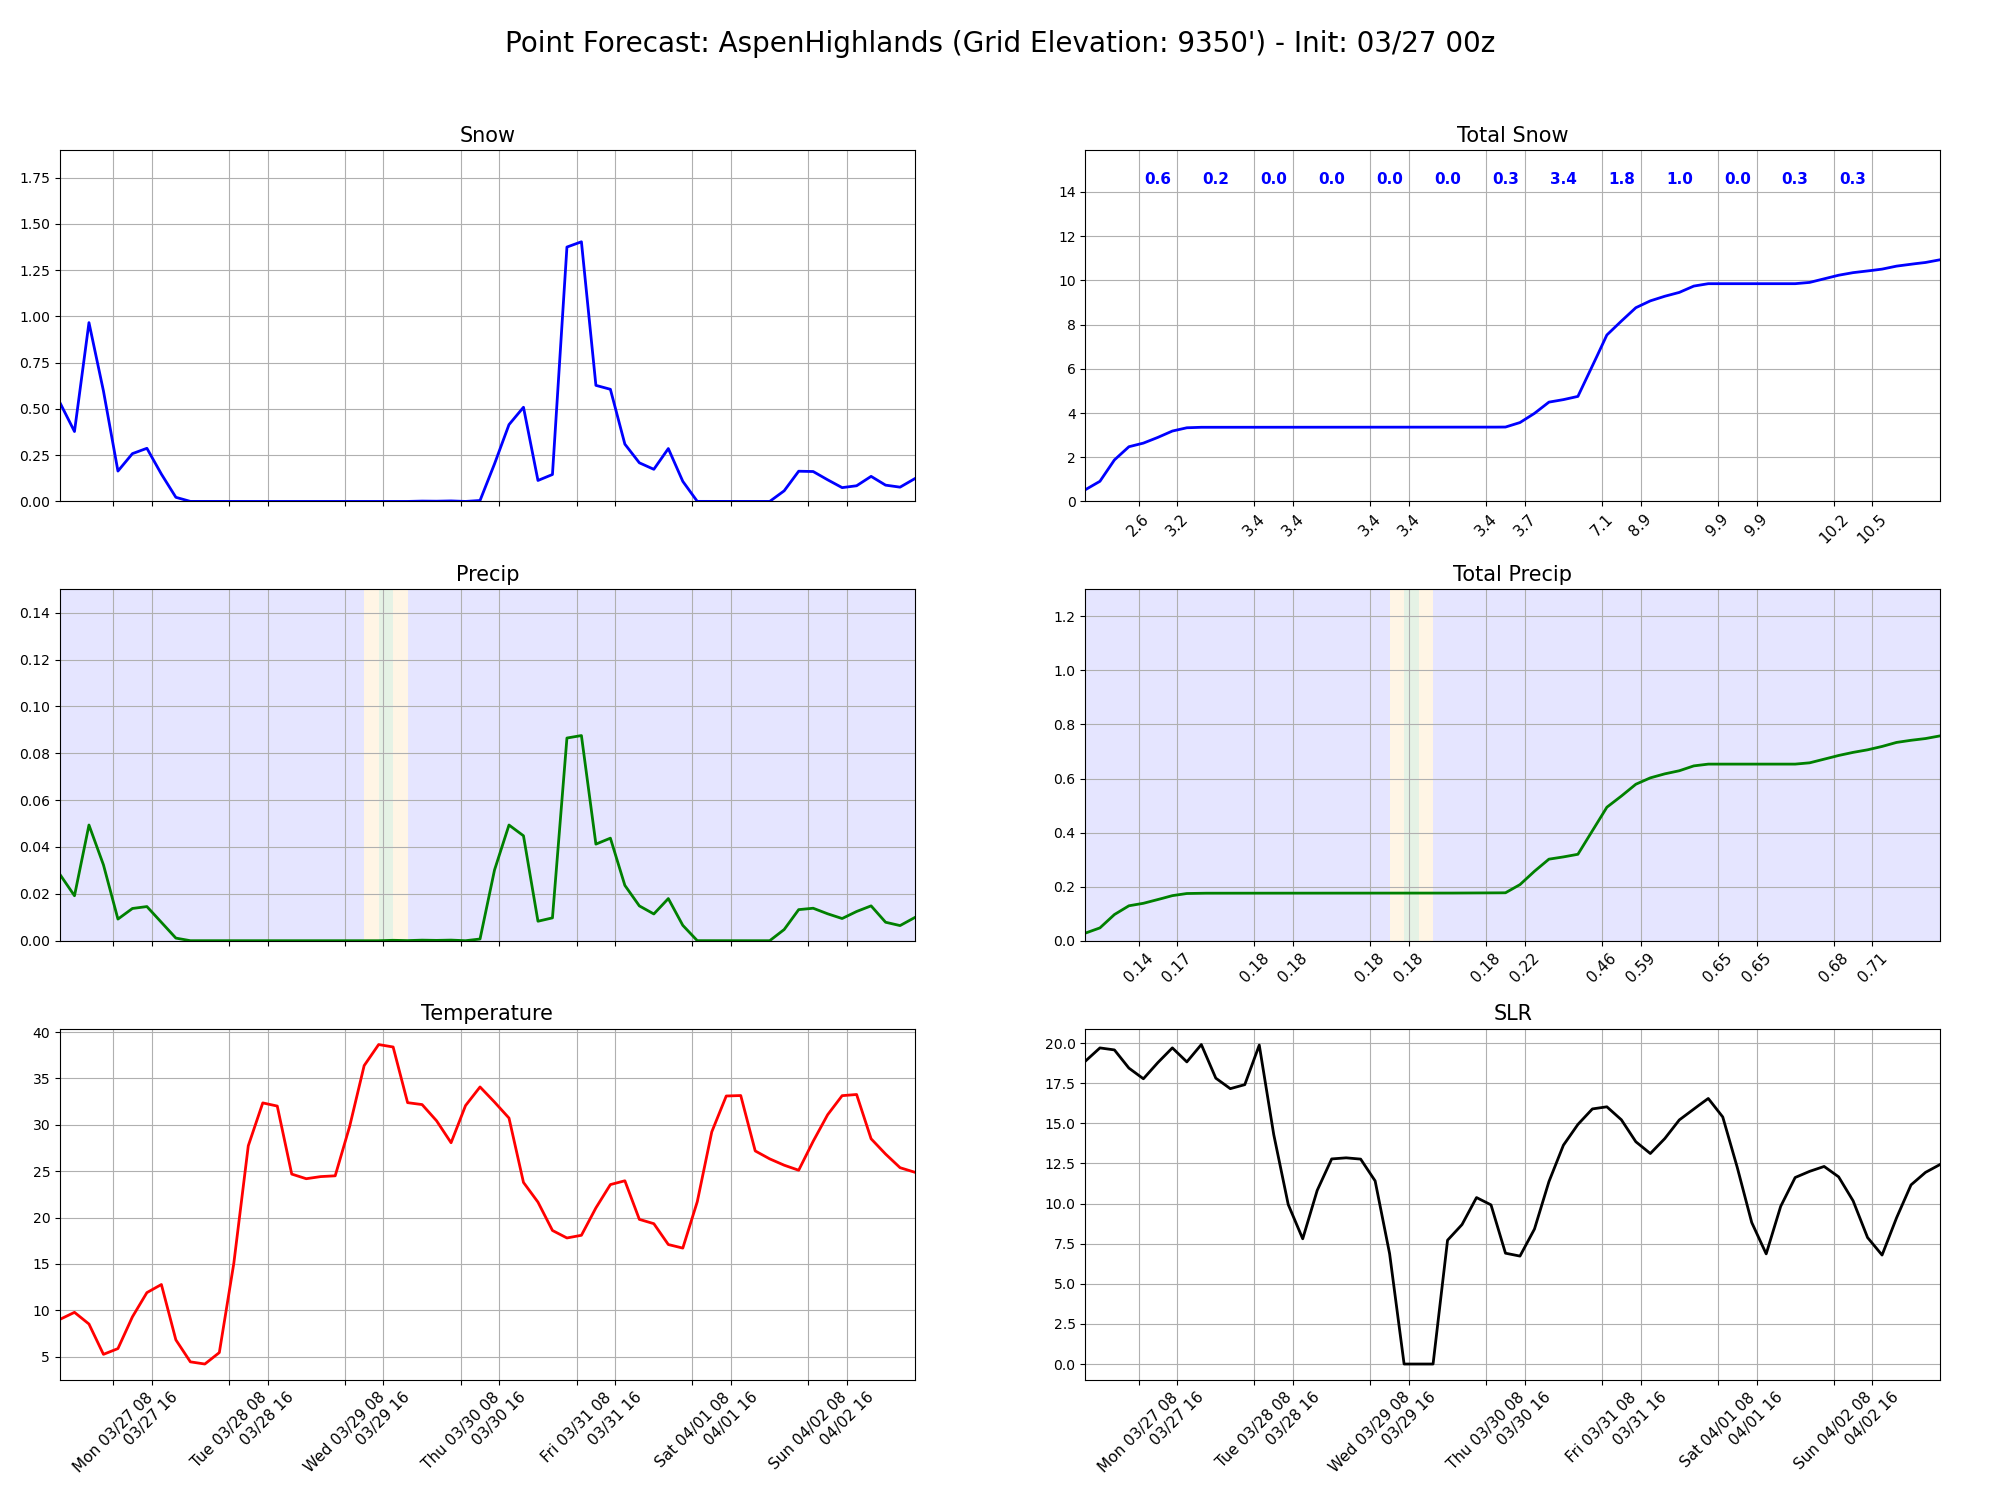 Point Forecast: AspenHighlands (Grid Elevation: 9350') - Init: 03/27 00z
Snow
1.75
1.50
1.25
1.00
0.75
0.50
0.25
0.00
Total Snow
0.6 0.2 0.0 0.0 0.0 0.0 0.3 3.4 1.8 1.0 0.0 0.3 0.3
14
12
10
8
6
4
2
0
2.6 3.2 3.4 3.4 3.4 3.4 3.4 3.7 7.1 8.9 9.9 9.9 10.2 10.5
Precip
0.14
0.12
0.10
0.08
0.06
0.04
0.02
0.00
Total Precip
1.2
1.0
0.8
0.6
0.4
0.2
0.0
0.14 0.17 0.18 0.18 0.18 0.18 0.18 0.22 0.46 0.59 0.65 0.65 0.68 0.71
Temperature
40
35
30
25
20
15
10
5
Mon 03/27 08
03/27 16
Tue 03/28 08
03/28 16
Wed 03/29 08
03/29 16
Thu 03/30 08
03/30 16
Fri 03/31 08
03/31 16
Sat 04/01 08
04/01 16
Sun 04/02 08
04/02 16
SLR
20.0
17.5
15.0
12.5
10.0
7.5
5.0
2.5
0.0
Mon 03/27 08
03/27 16
Tue 03/28 08
03/28 16
Wed 03/29 08
03/29 16
Thu 03/30 08
03/30 16
Fri 03/31 08
03/31 16
Sat 04/01 08
04/01 16
Sun 04/02 08
04/02 16